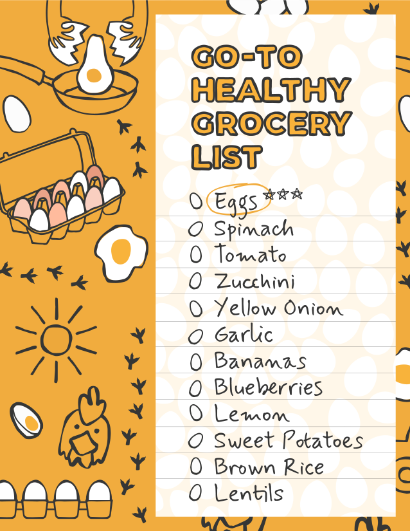 GO-TO
HEALTHY
GROCERY
LIST
Eggs
Spinach
Tomato
Zucchini
Yellow Onion
Garlic
Bananas
Blueberries
Lemon
Sweet Potatoes
Brown Rice
Lentils